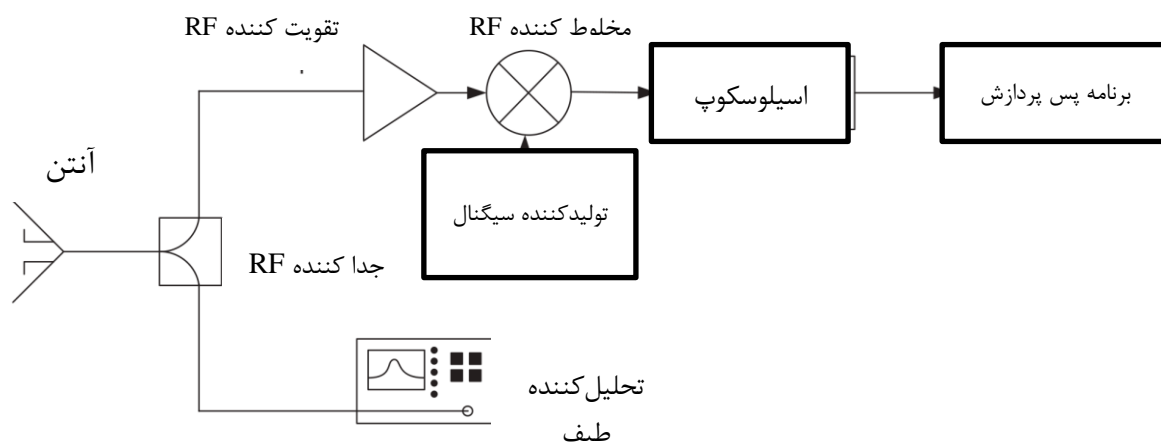 تقویت کننده RF
مخلوط کننده RF
اسیلوسکوپ
برنامه پس پردازش
آنتن
تولیدکننده سیگنال
جدا کننده RF
تحلیل‌کننده
طیف